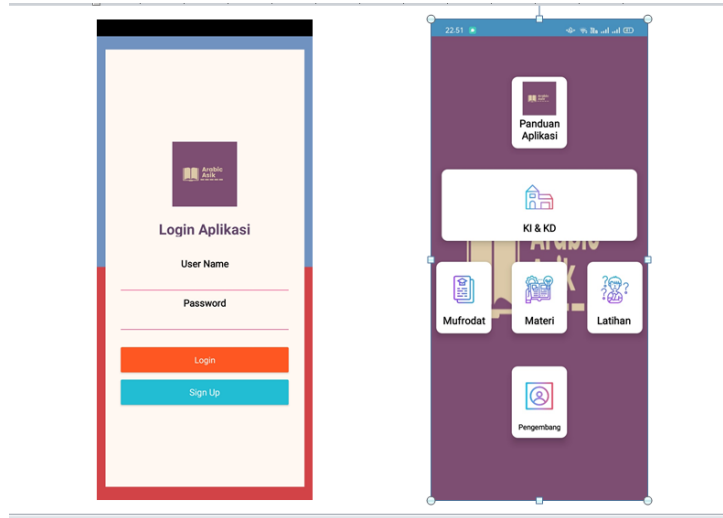 Arabic
Asik
Login Aplikasi
User Name
Password
Login
Sign Up
22.51
Panduan
Aplikasi
KI & KD
Arabic
Asik
Mufrodat
Materi
Latihan
Pengembang